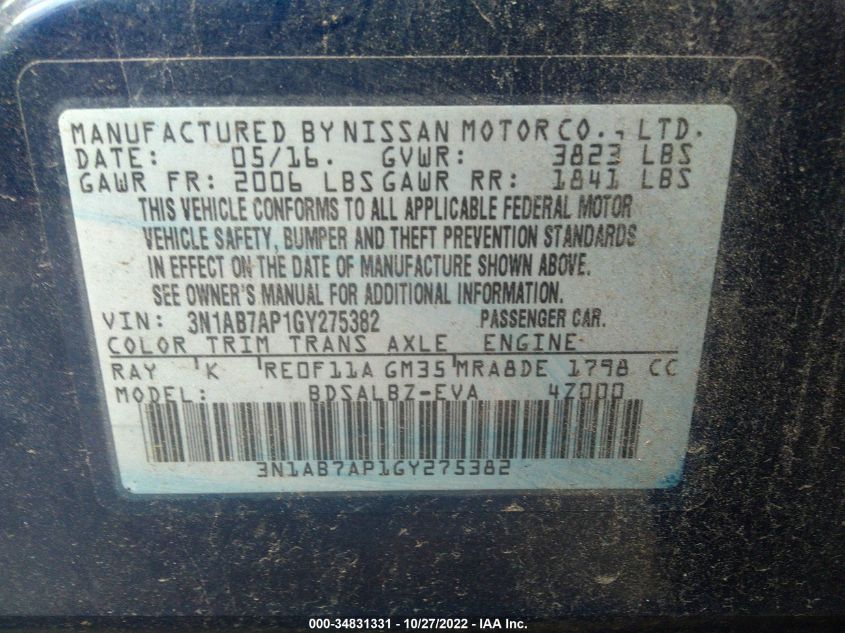 MANUFACTURED BY NISSAN MOTOR CO., LTD.
DATE: 05/16. GVWR: 3823 LBS
GAWR FR: 2006 LBS GAWR RR: 1841 LBS
THIS VEHICLE CONFORMS TO ALL APPLICABLE FEDERAL MOTOR
VEHICLE SAFETY, BUMPER AND THEFT PREVENTION STANDARDS
IN EFFECT ON THE DATE OF MANUFACTURE SHOWN ABOVE.
SEE OWNER'S MANUAL FOR ADDITIONAL INFORMATION.
VIN: 3N1AB7AP1GY275382 PASSENGER CAR.
COLOR TRIM TRANS AXLE ENGINE
RAY K RE0F11A GM35 MRA8DE 1798 CC
MODEL: BDSALBZ-EVA 4Z000
3N1AB7AP1GY275382
000-34831331 - 10/27/2022 - IAA Inc.